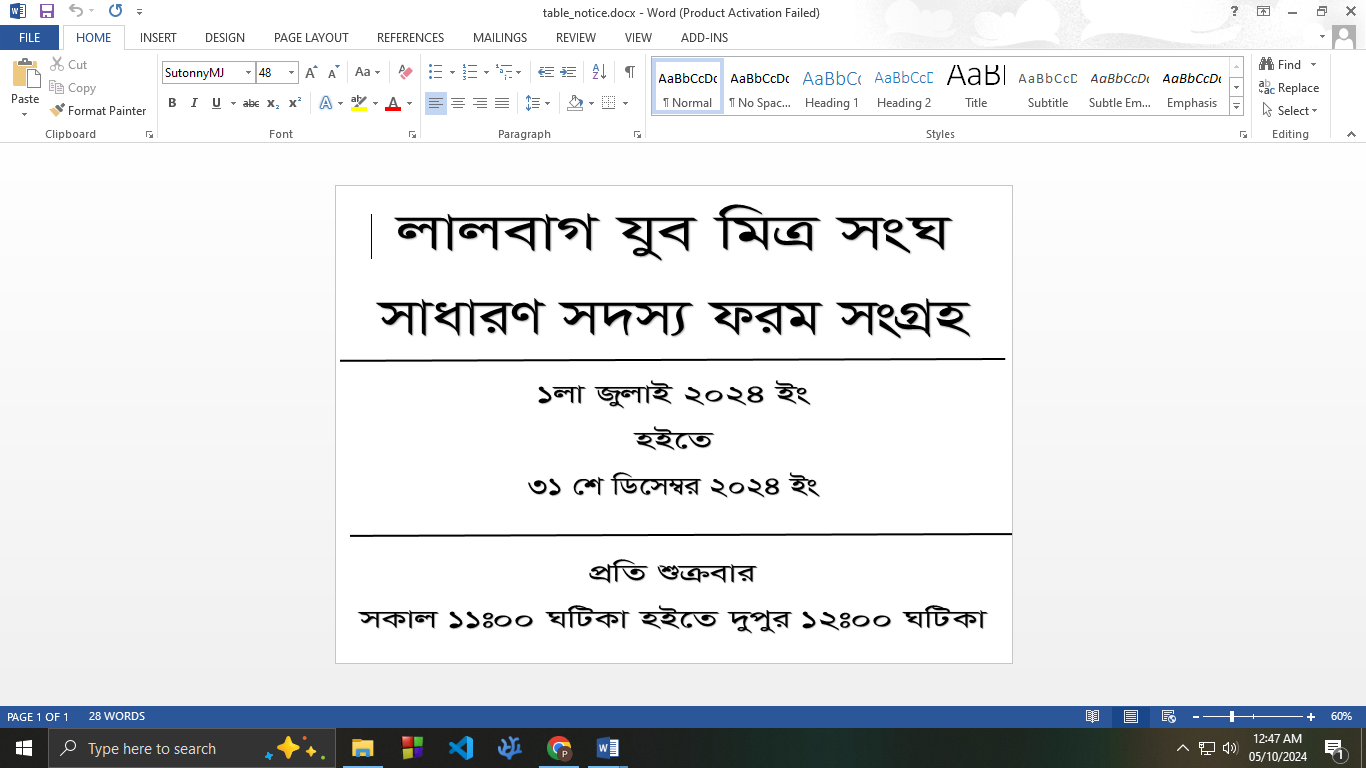 table_notice.docx - Word (Product Activation Failed)
FILE HOME INSERT DESIGN PAGE LAYOUT REFERENCES MAILINGS REVIEW VIEW ADD-INS
Paste
Cut
Copy
Format Painter
Clipboard
SutonnyMJ 48
Font
Paragraph
AaBbCcDc AaBbCcDc AaBbCc AaBbCcD AaBl AaBbCcD AaBbCcDc AaBbCcDc
¶ Normal ¶ No Spac... Heading 1 Heading 2 Title Subtitle Subtle Em... Emphasis
Styles
Find
Replace
Select
Editing
লালবাগ যুব মিত্র সংঘ
সাধারণ সদস্য ফরম সংগ্রহ
১লা জুলাই ২০২৪ ইং
হইতে
৩১ শে ডিসেম্বর ২০২৪ ইং
প্রতি শুক্রবার
সকাল ১১ঃ০০ ঘটিকা হইতে দুপুর ১২ঃ০০ ঘটিকা
PAGE 1 OF 1 28 WORDS 60%
Type here to search
12:47 AM
05/10/2024